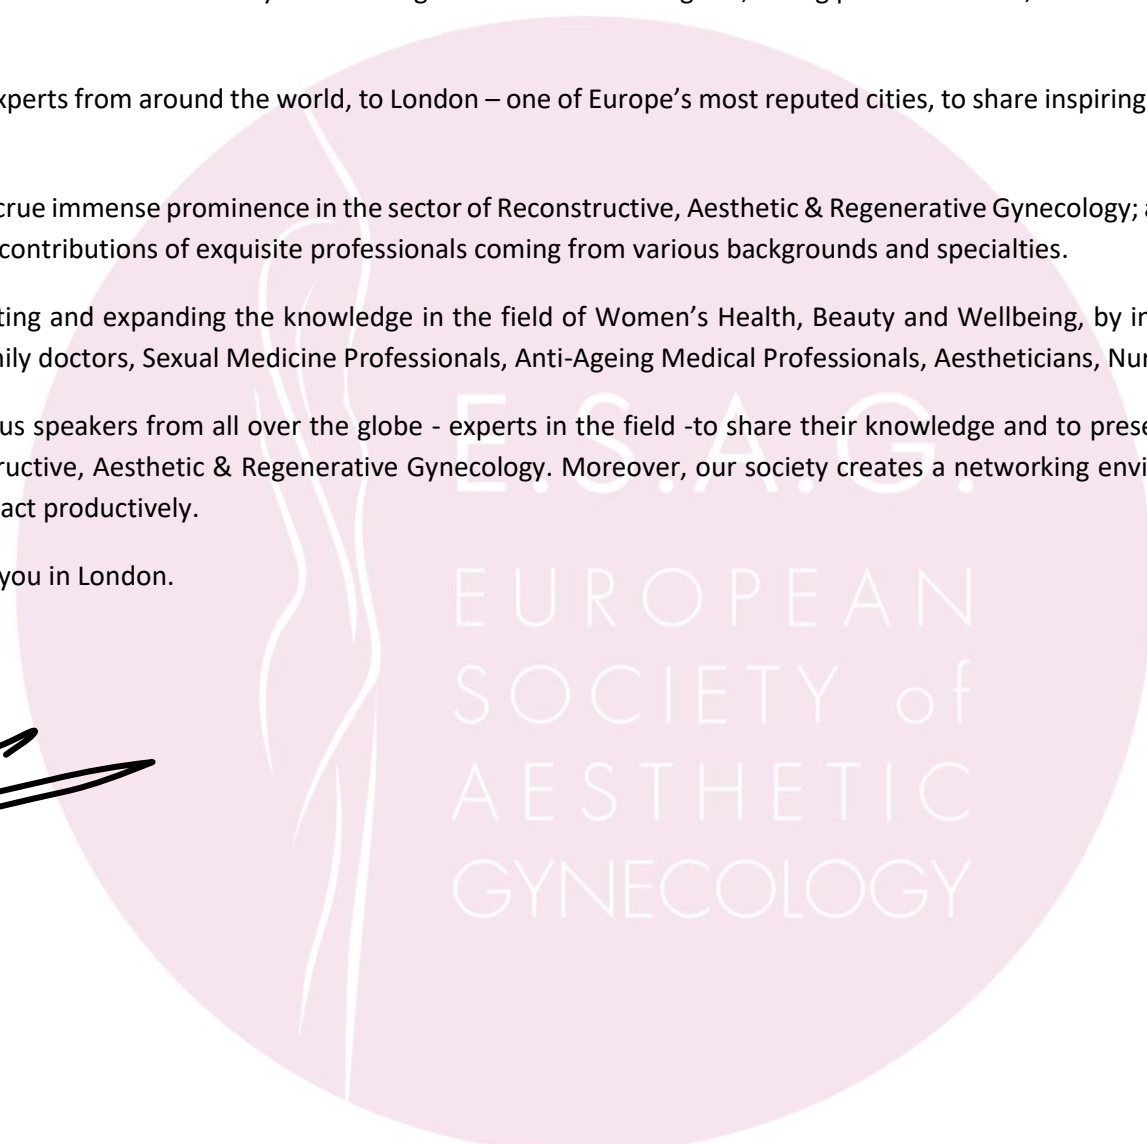 xperts from around the world, to London – one of Europe’s most reputed cities, to share inspiring
crue immense prominence in the sector of Reconstructive, Aesthetic & Regenerative Gynecology;
contributions of exquisite professionals coming from various backgrounds and specialties.
ting and expanding the knowledge in the field of Women’s Health, Beauty and Wellbeing, by in
nily doctors, Sexual Medicine Professionals, Anti-Ageing Medical Professionals, Aestheticians, Nur
us speakers from all over the globe - experts in the field -to share their knowledge and to prese
ructive, Aesthetic & Regenerative Gynecology. Moreover, our society creates a networking envi
act productively.
you in London.
E.S.A.G.
EUROPEAN
SOCIETY of
AESTHETIC
GYNECOLOGY